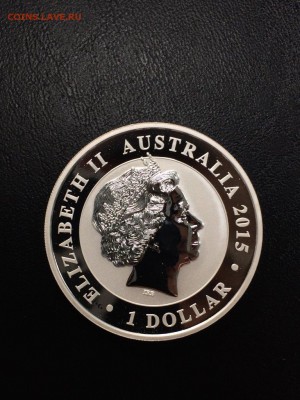 COINS.LAVE.RU
ELIZABETH II AUSTRALIA 2015
1 DOLLAR